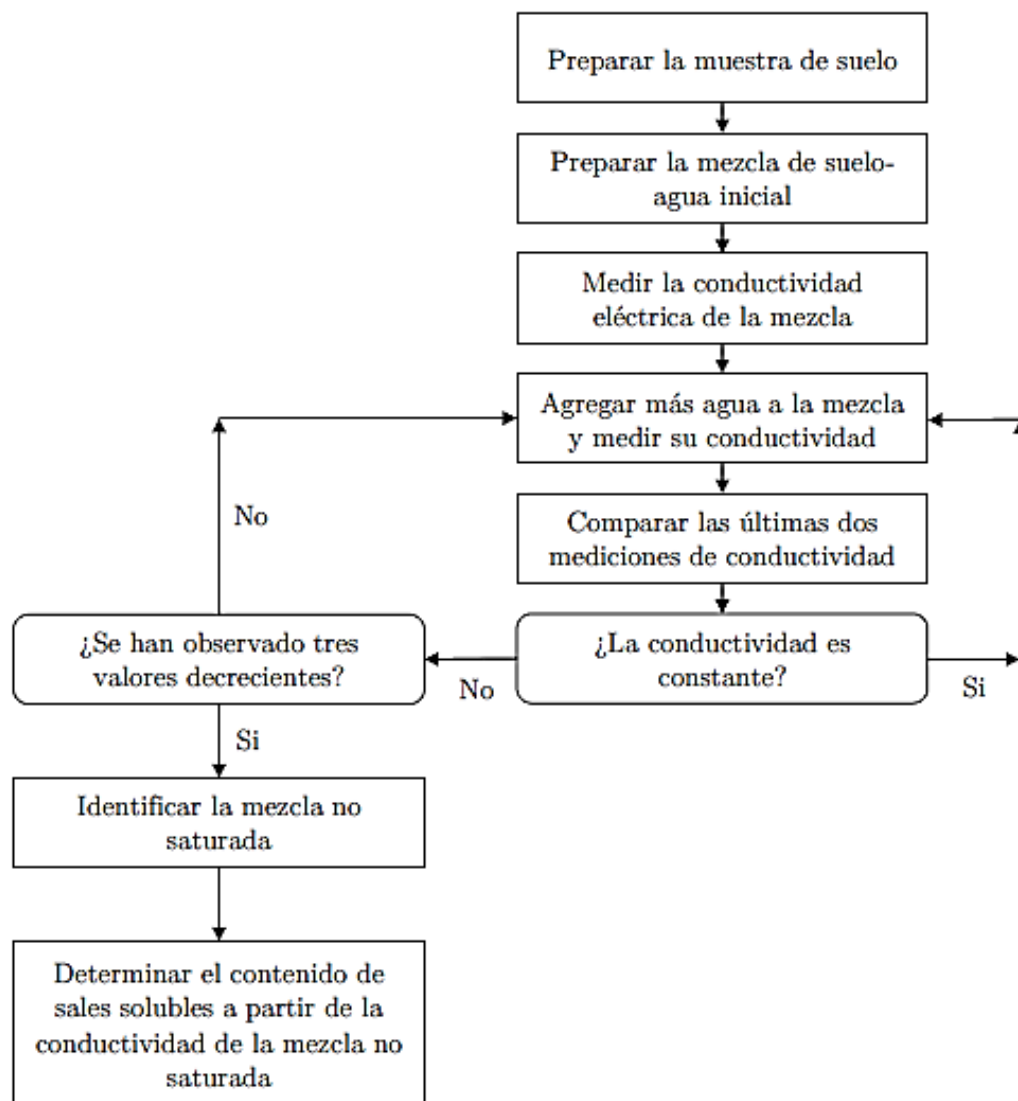 Preparar la muestra de suelo
Preparar la mezcla de suelo-
agua inicial
Medir la conductividad
eléctrica de la mezcla
Agregar más agua a la mezcla
y medir su conductividad
No
Comparar las últimas dos
mediciones de conductividad
¿La conductividad es
constante?
Si
No
¿Se han observado tres
valores decrecientes?
Si
Identificar la mezcla no
saturada
Determinar el contenido de
sales solubles a partir de la
conductividad de la mezcla no
saturada